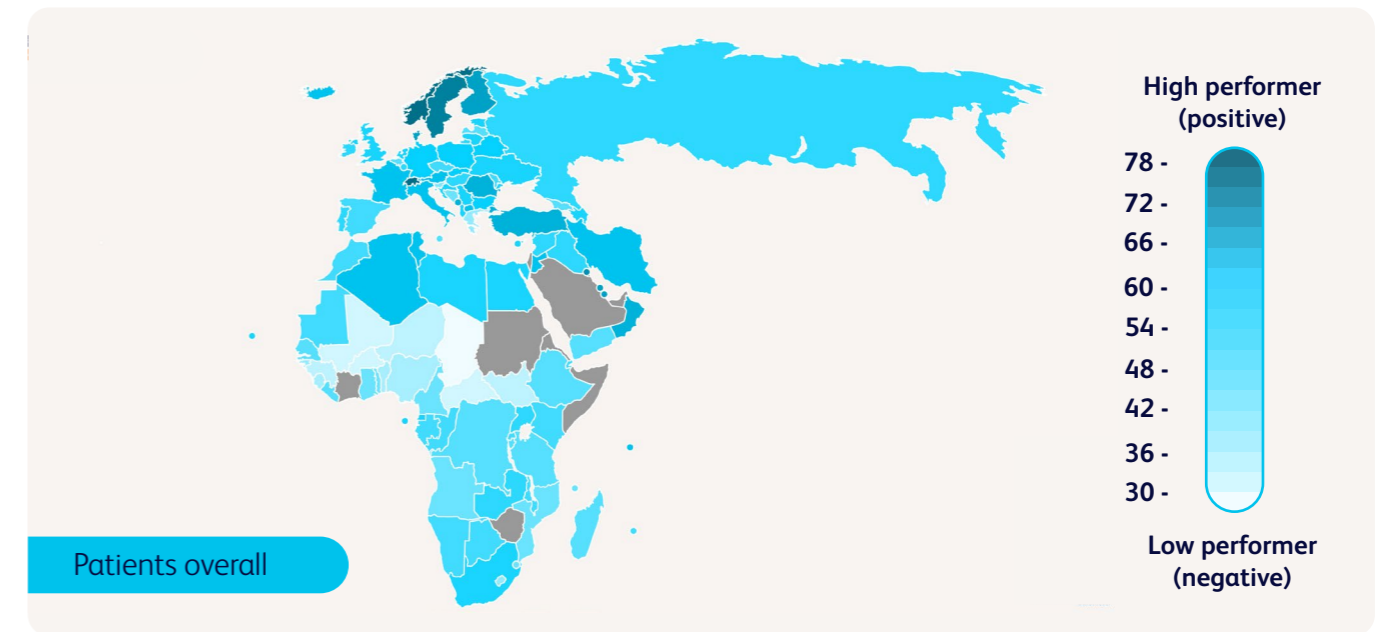 High performer
(positive)
78 -
72 -
66 -
60 -
54 -
48 -
42 -
36 -
30 -
Low performer
(negative)
Patients overall